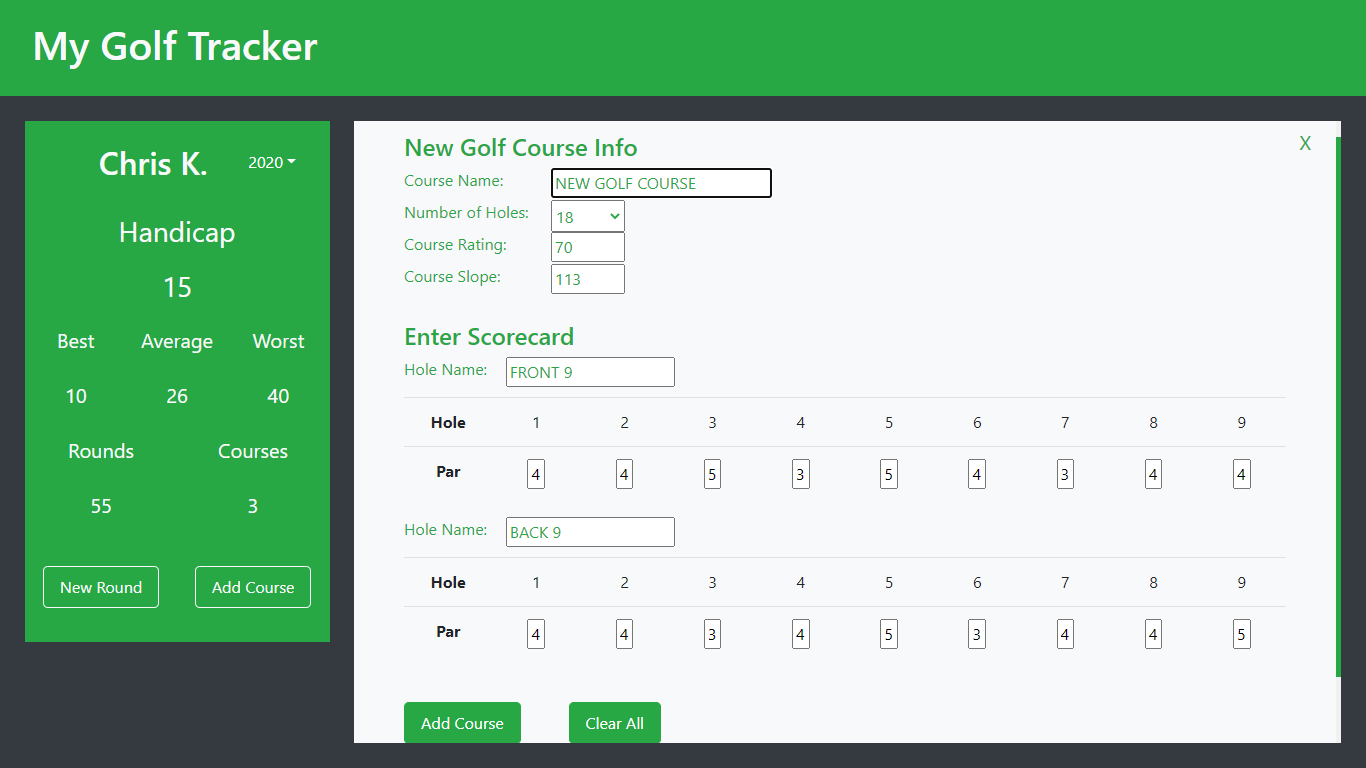 My Golf Tracker
Chris K. 2020
Handicap
15
Best Average Worst
10 26 40
Rounds Courses
55 3
New Round Add Course
New Golf Course Info X
Course Name: NEW GOLF COURSE
Number of Holes: 18
Course Rating: 70
Course Slope: 113
Enter Scorecard
Hole Name: FRONT 9
Hole 1 2 3 4 5 6 7 8 9
Par 4 4 5 3 5 4 3 4 4
Hole Name: BACK 9
Hole 1 2 3 4 5 6 7 8 9
Par 4 4 3 4 5 3 4 4 5
Add Course Clear All